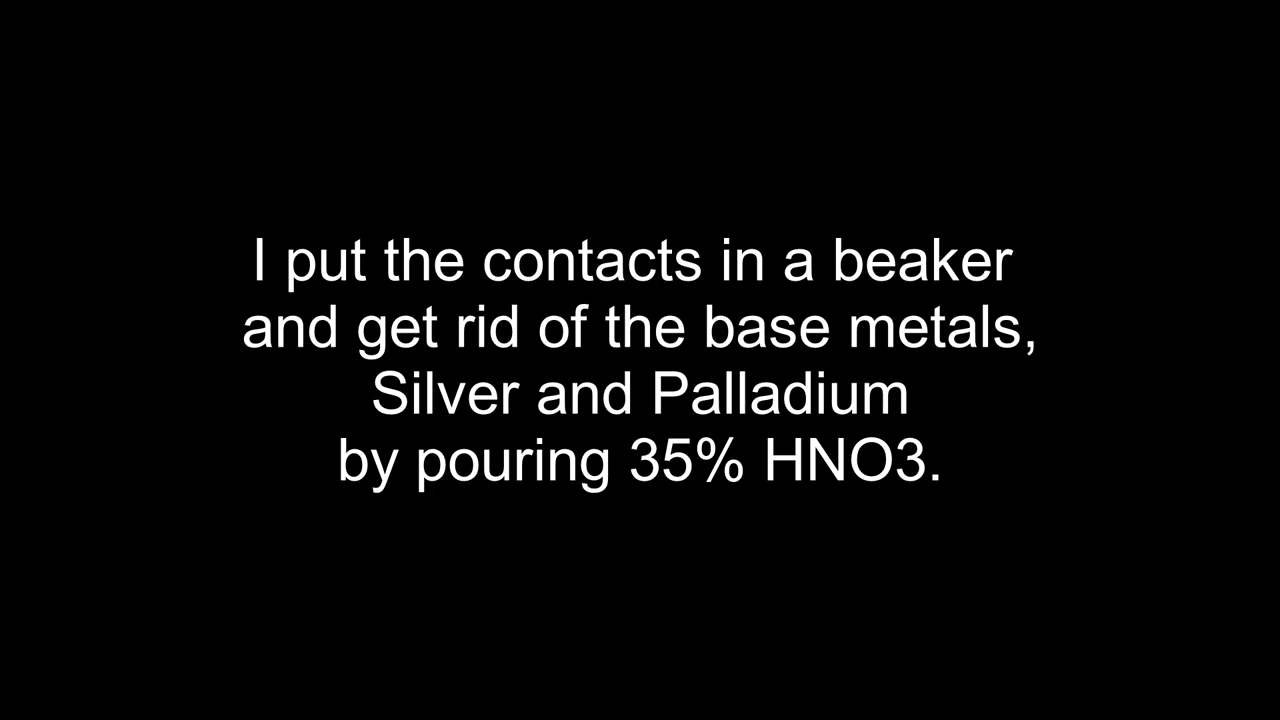 I put the contacts in a beaker
and get rid of the base metals,
Silver and Palladium
by pouring 35% HNO3.